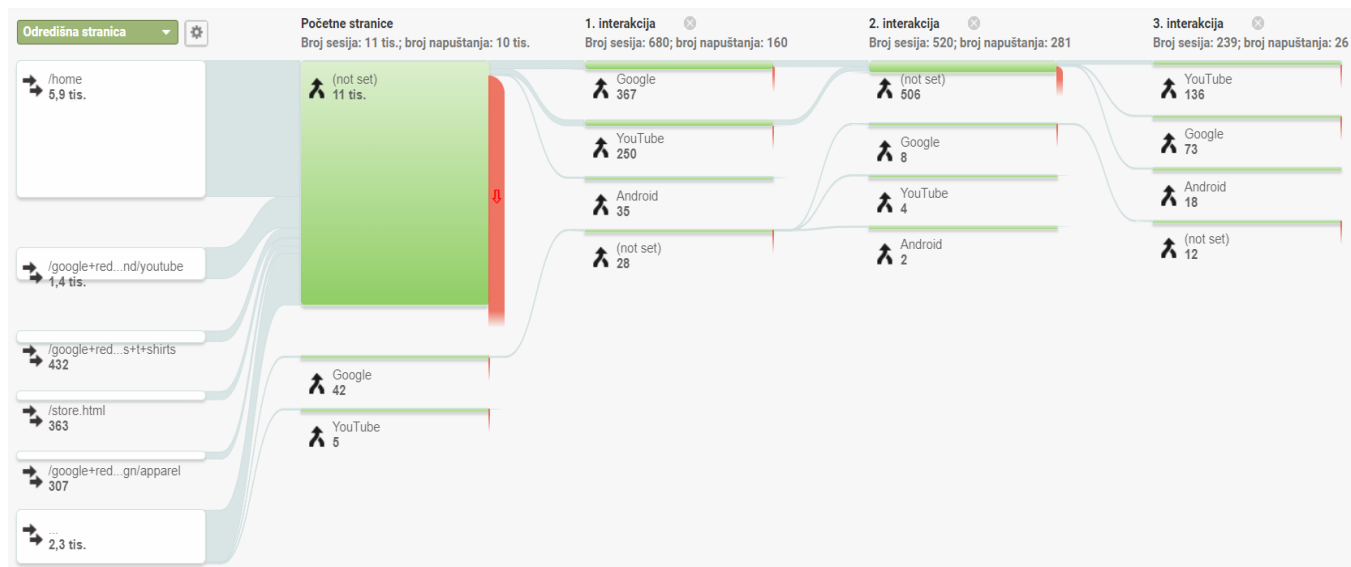 Odredišna stranica
/home
5,9 tis.
/google+red...nd/youtube
1,4 tis.
/google+red...s+t+shirts
432
/store.html
363
/google+red...gn/apparel
307
...
2,3 tis.
Početne stranice
Broj sesija: 11 tis.; broj napuštanja: 10 tis.
(not set)
11 tis.
Google
42
YouTube
5
1. interakcija
Broj sesija: 680; broj napuštanja: 160
Google
367
YouTube
250
Android
35
(not set)
28
2. interakcija
Broj sesija: 520; broj napuštanja: 281
(not set)
506
Google
8
YouTube
4
Android
2
3. interakcija
Broj sesija: 239; broj napuštanja: 26
YouTube
136
Google
73
Android
18
(not set)
12